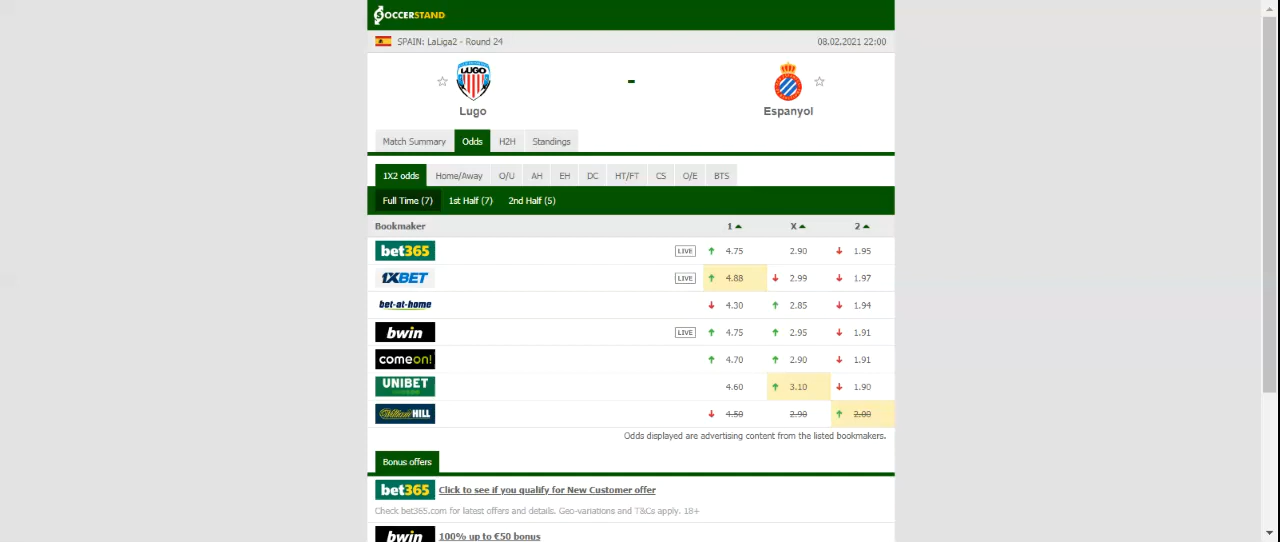 SOCCERSTAND
SPAIN: LaLiga2 - Round 24 08.02.2021 22:00
LUGO
-
Lugo Espanyol
Match Summary Odds H2H Standings
1X2 odds Home/Away O/U AH EH DC HT/FT CS O/E BTS
Full Time (7) 1st Half (7) 2nd Half (5)
Bookmaker 1 X 2
bet365 LIVE 4.75 2.90 1.95
1XBET LIVE 4.88 2.99 1.97
bet-at-home 4.30 2.85 1.94
bwin LIVE 4.75 2.95 1.91
comeon! 4.70 2.90 1.91
UNIBET 4.60 3.10 1.90
William HILL 4.50 2.90 2.00
Odds displayed are advertising content from the listed bookmakers.
Bonus offers
bet365 Click to see if you qualify for New Customer offer
Check bet365.com for latest offers and details. Geo-variations and T&Cs apply. 18+
bwin 100% up to €50 bonus